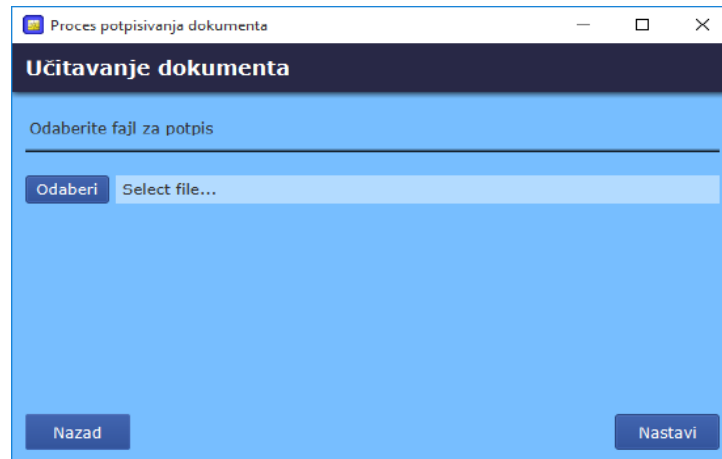 Proces potpisivanja dokumenta
Učitavanje dokumenta
Odaberite fajl za potpis
Odaberi Select file...
Nazad Nastavi